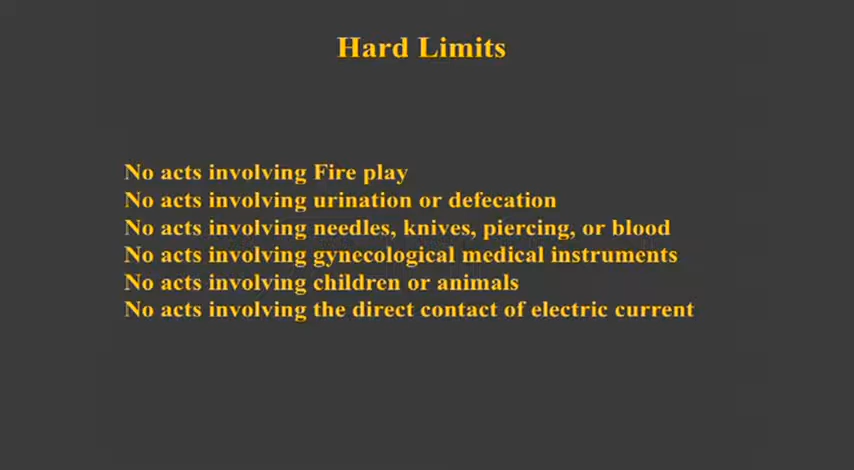 Hard Limits
No acts involving Fire play
No acts involving urination or defecation
No acts involving needles, knives, piercing, or blood
No acts involving gynecological medical instruments
No acts involving children or animals
No acts involving the direct contact of electric current